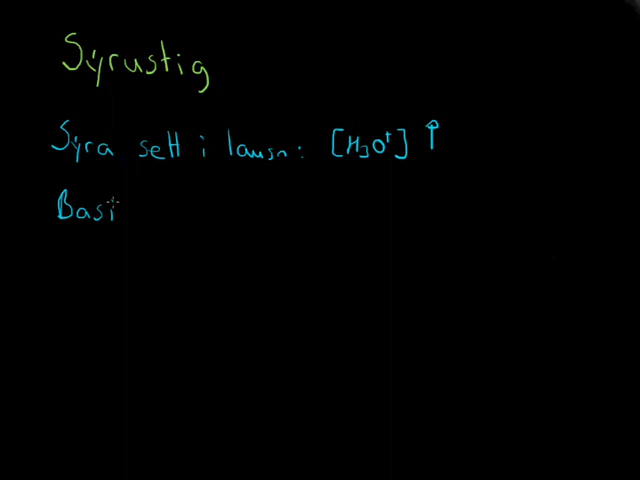 Sýrustig
Sýra sett í lausn: [H₃O⁺] ↑
Basi